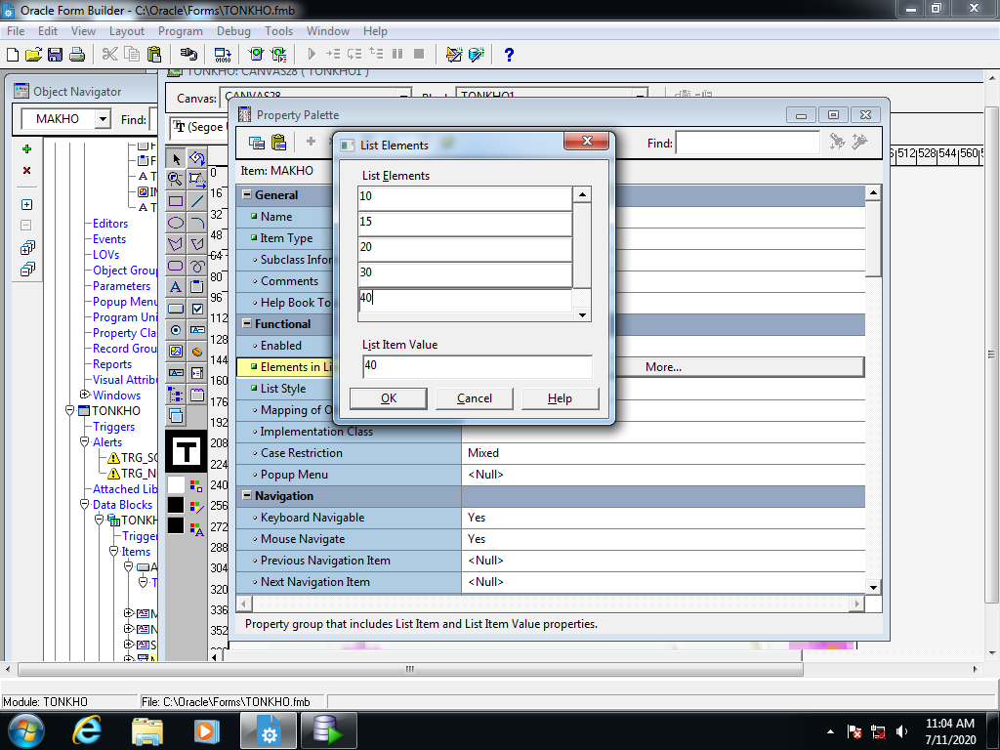 Oracle Form Builder - C:\Oracle\Forms\TONKHO.fmb
File Edit View Layout Program Debug Tools Window Help
TONKHO: CANVAS28 ( TONKHO1 )
Object Navigator
Canvas: CANVAS28
TONKHO1
MAKHO
Find:
(Segoe
Property Palette
Find:
512 528 544 560
Item: MAKHO
General
Name
Item Type
Subclass Infor
Comments
Help Book To
Functional
Enabled
Elements in Li
More...
List Style
Mapping of O
Implementation Class
Case Restriction
Mixed
Popup Menu
<Null>
Navigation
Keyboard Navigable
Yes
Mouse Navigate
Yes
Previous Navigation Item
<Null>
Next Navigation Item
<Null>
Property group that includes List Item and List Item Value properties.
List Elements
List Elements
10
15
20
30
40
List Item Value
40
OK
Cancel
Help
A T
A T
Editors
Events
LOVs
Object Group
Parameters
Popup Menu
Program Uni
Property Cla
Record Grou
Reports
Visual Attribu
Windows
TONKHO
Triggers
Alerts
TRG_SO
TRG_N
Attached Lib
Data Blocks
TONKH
Trigger
Items
0
16
32
48
64
80
96
112
128
144
160
176
192
208
224
240
256
272
288
304
320
336
352
Module: TONKHO
File: C:\Oracle\Forms\TONKHO.fmb
11:04 AM
7/11/2020